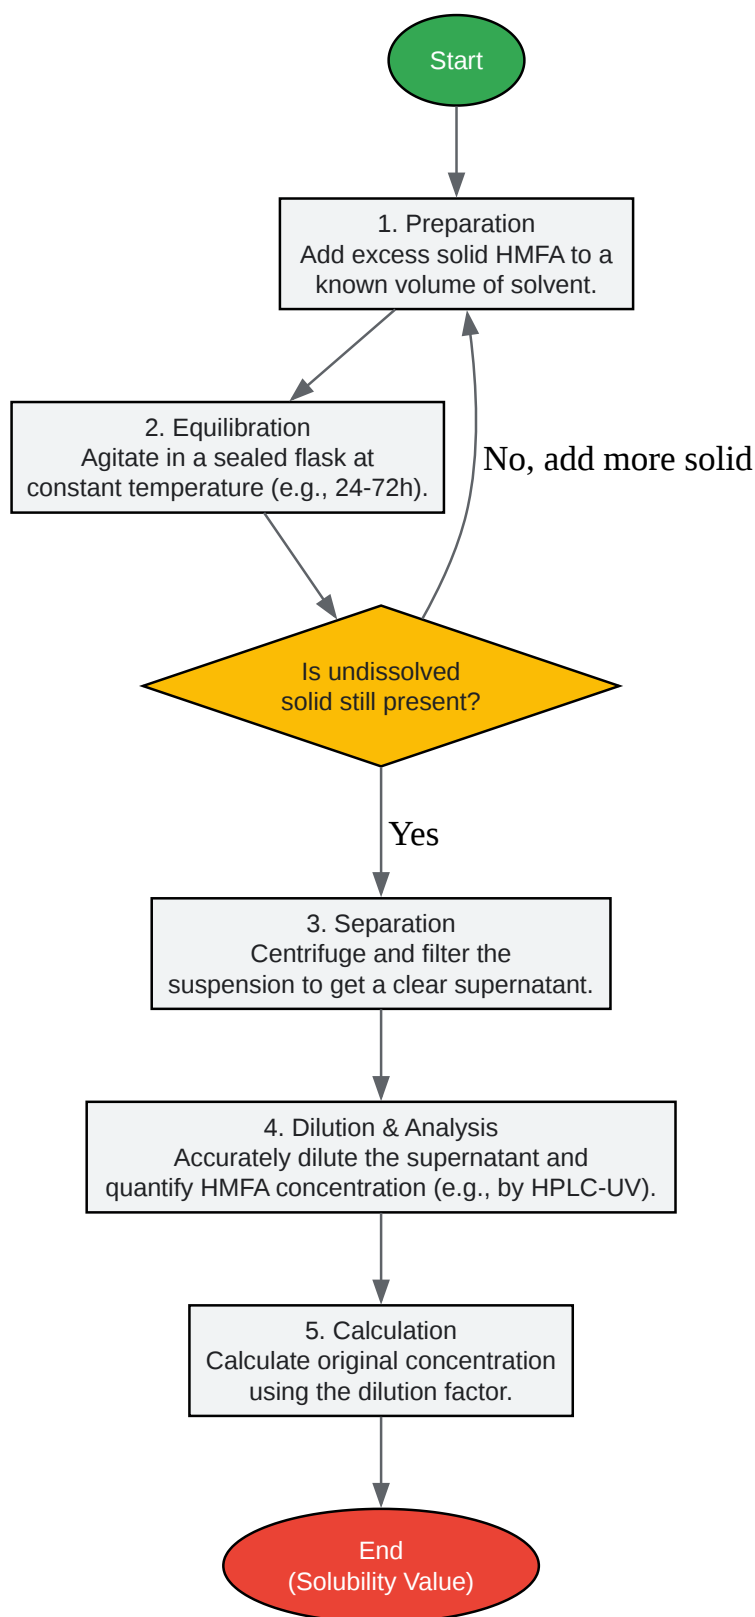 Start
1. Preparation
Add excess solid HMFA to a
known volume of solvent.
2. Equilibration
Agitate in a sealed flask at
constant temperature (e.g., 24-72h).
No, add more solid
Is undissolved
solid still present?
Yes
3. Separation
Centrifuge and filter the
suspension to get a clear supernatant.
4. Dilution & Analysis
Accurately dilute the supernatant and
quantify HMFA concentration (e.g., by HPLC-UV).
5. Calculation
Calculate original concentration
using the dilution factor.
End
(Solubility Value)